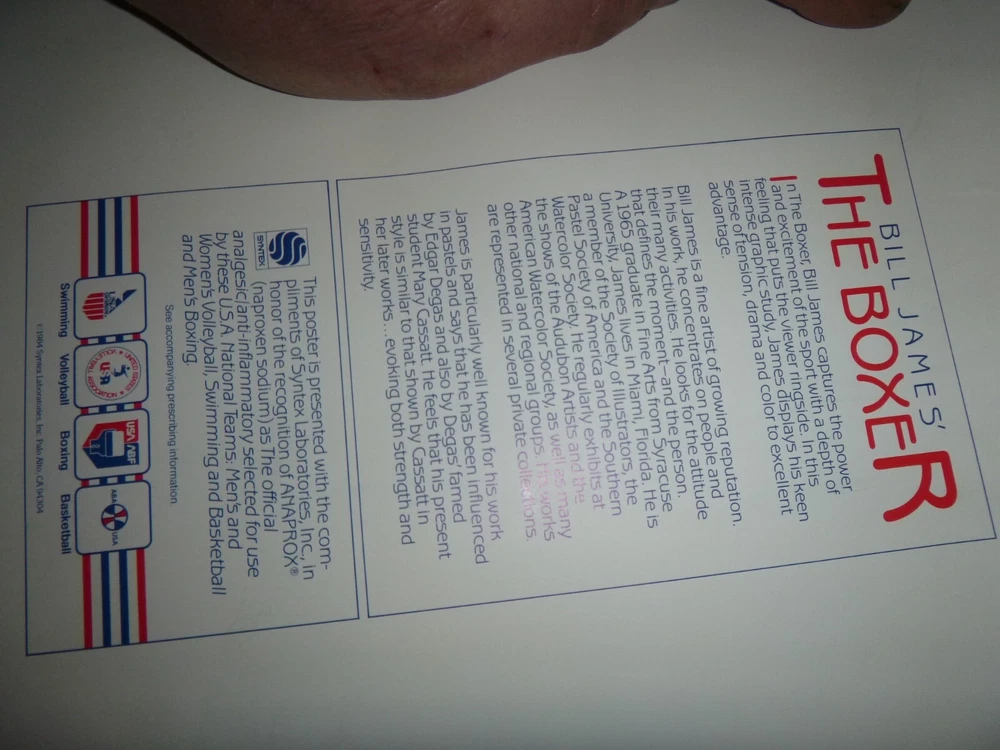 BILL JAMES'
THE BOXER
In The Boxer, Bill James captures the power
and excitement of the sport with a depth of
feeling that puts the viewer ringside. In this
intense graphic study, James displays his keen
sense of tension, drama and color to excellent
advantage.
Bill James is a fine artist of growing reputation.
In his work, he concentrates on people and
their many activities. He looks for the attitude
that defines the moment—and the person.
A 1965 graduate in Fine Arts from Syracuse
University, James lives in Miami, Florida. He is
a member of the Society of Illustrators, the
Pastel Society of America and the Southern
Watercolor Society. He regularly exhibits at
the shows of the Audubon Artists and the
American Watercolor Society, as well as many
other national and regional groups. His works
are represented in several private collections.
James is particularly well known for his work
in pastels and says that he has been influenced
by Edgar Degas and also by Degas' famed
student Mary Cassatt. He feels that his present
style is similar to that shown by Cassatt in
her later works...evoking both strength and
sensitivity.
SYNTEX
This poster is presented with the com-
pliments of Syntex Laboratories, Inc., in
honor of the recognition of ANAPROX®
(naproxen sodium) as The official
analgesic/anti-inflammatory selected for use
by these U.S.A. National Teams: Men's and
Women's Volleyball, Swimming and Basketball
and Men's Boxing.
See accompanying prescribing information.
USA
USA/ABF
ABA USA
Swimming Volleyball Boxing Basketball
©1984 Syntex Laboratories, Inc. Palo Alto, CA 94304